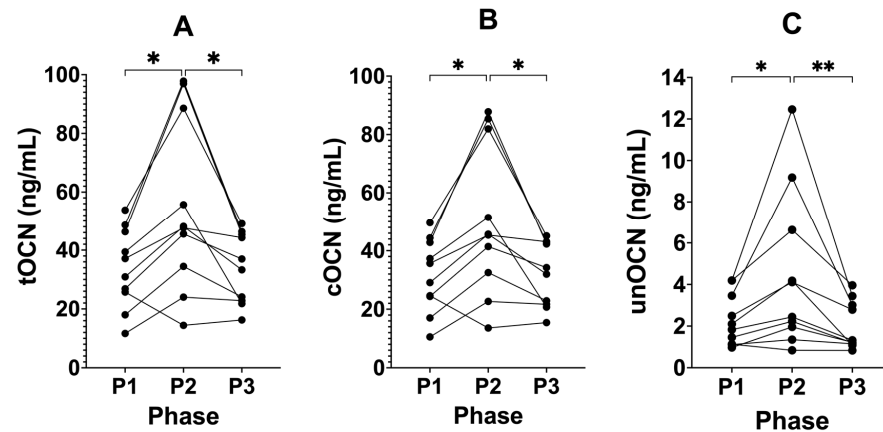 A
* *
tOCN (ng/mL)
100
80
60
40
20
0
P1 P2 P3
Phase
B
* *
cOCN (ng/mL)
100
80
60
40
20
0
P1 P2 P3
Phase
C
* **
unOCN (ng/mL)
14
12
10
8
6
4
2
0
P1 P2 P3
Phase